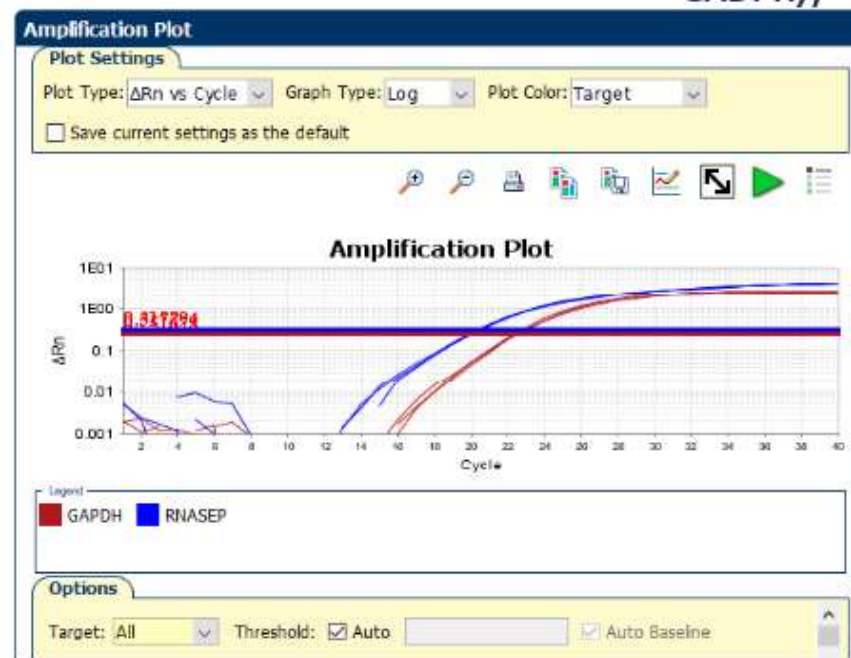 Amplification Plot
Plot Settings
Plot Type: ΔRn vs Cycle Graph Type: Log Plot Color: Target
Save current settings as the default
Amplification Plot
1E01
1E00
0.1
0.01
0.001
ΔRn
2 4 6 8 10 12 14 16 18 20 22 24 26 28 30 32 34 36 38 40
Cycle
Legend
GAPDH RNASEP
Options
Target: All Threshold: Auto Auto Baseline